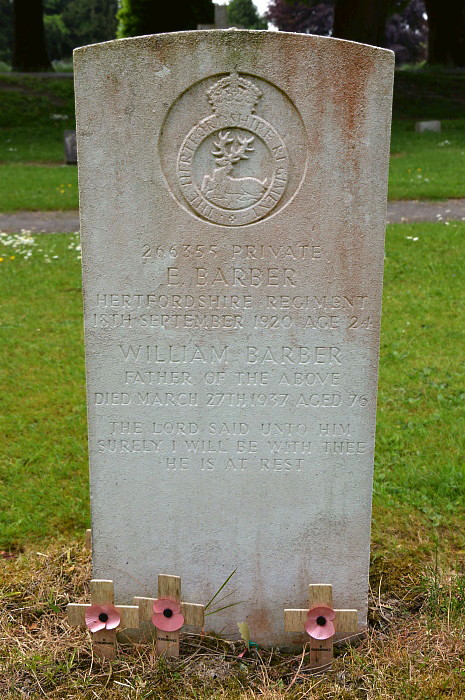 THE HERTFORDSHIRE REGIMENT
266355 PRIVATE
E. BARBER
HERTFORDSHIRE REGIMENT
18TH SEPTEMBER 1920 AGE 24
WILLIAM BARBER
FATHER OF THE ABOVE
DIED MARCH 27TH, 1937, AGED 76
THE LORD SAID UNTO HIM
SURELY I WILL BE WITH THEE
HE IS AT REST